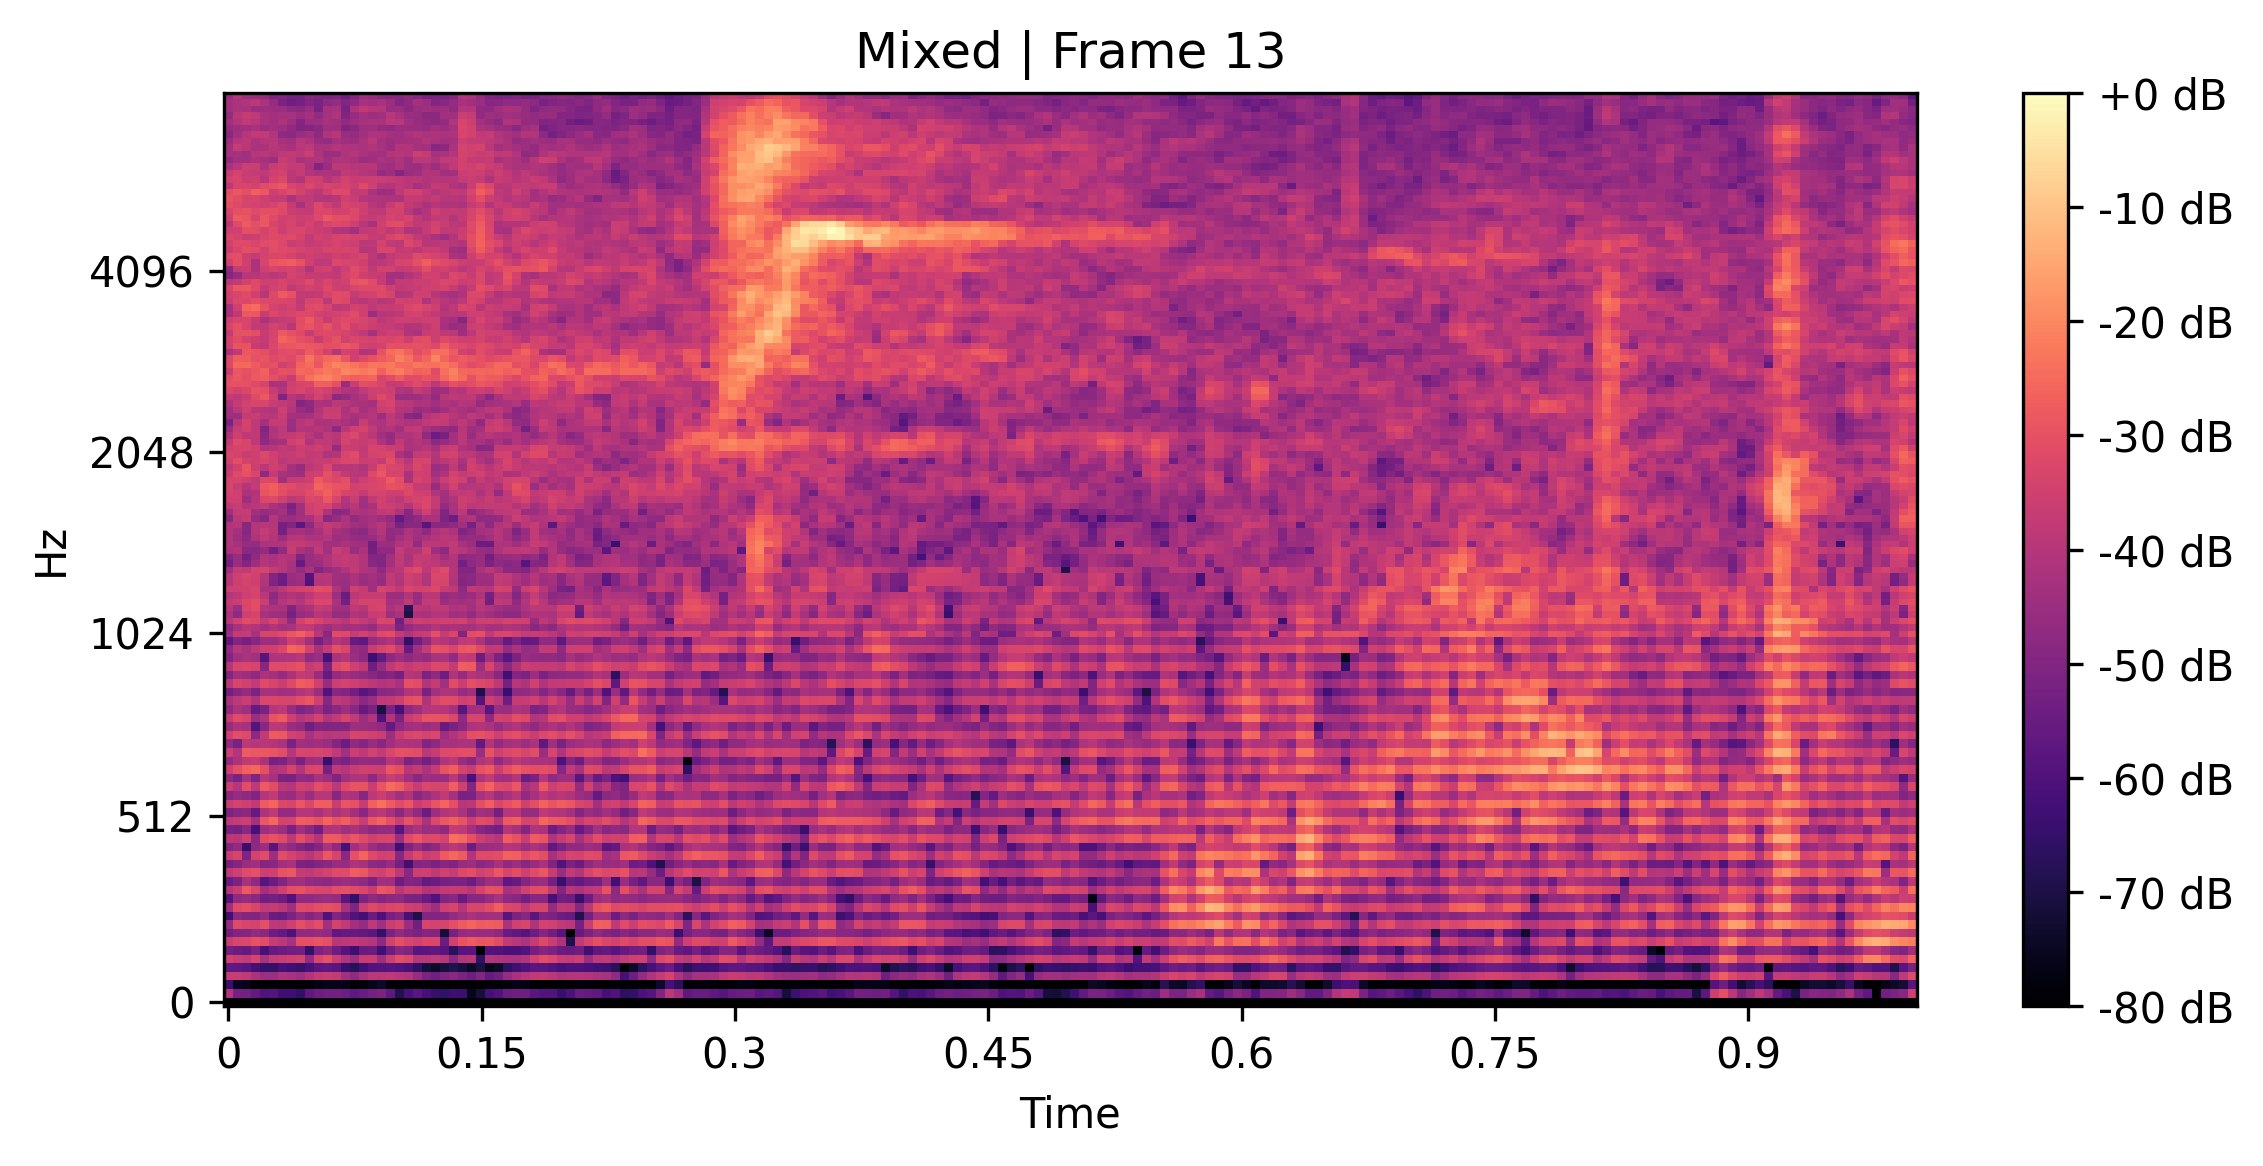 Mixed | Frame 13
+0 dB
-10 dB
-20 dB
-30 dB
-40 dB
-50 dB
-60 dB
-70 dB
-80 dB
4096
2048
1024
512
0
Hz
0 0.15 0.3 0.45 0.6 0.75 0.9
Time